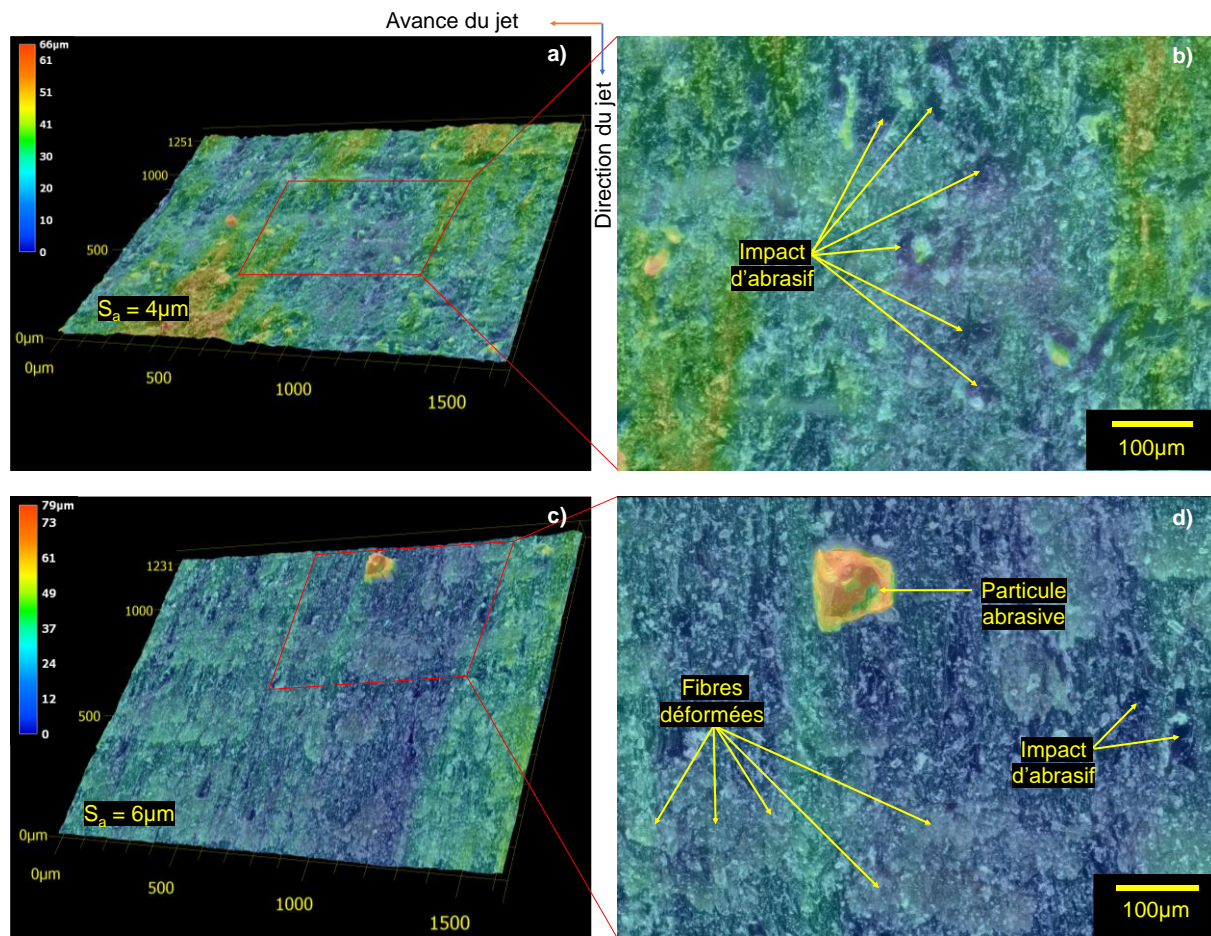 Avance du jet
Direction du jet
a)
66µm
61
51
41
30
20
10
0
1251
1000
500
0µm
0µm
500
1000
1500
Sa = 4µm
b)
Impact
d'abrasif
100µm
c)
79µm
73
61
49
37
24
12
0
1231
1000
500
0µm
0µm
500
1000
1500
Sa = 6µm
d)
Particule
abrasive
Fibres
déformées
Impact
d'abrasif
100µm